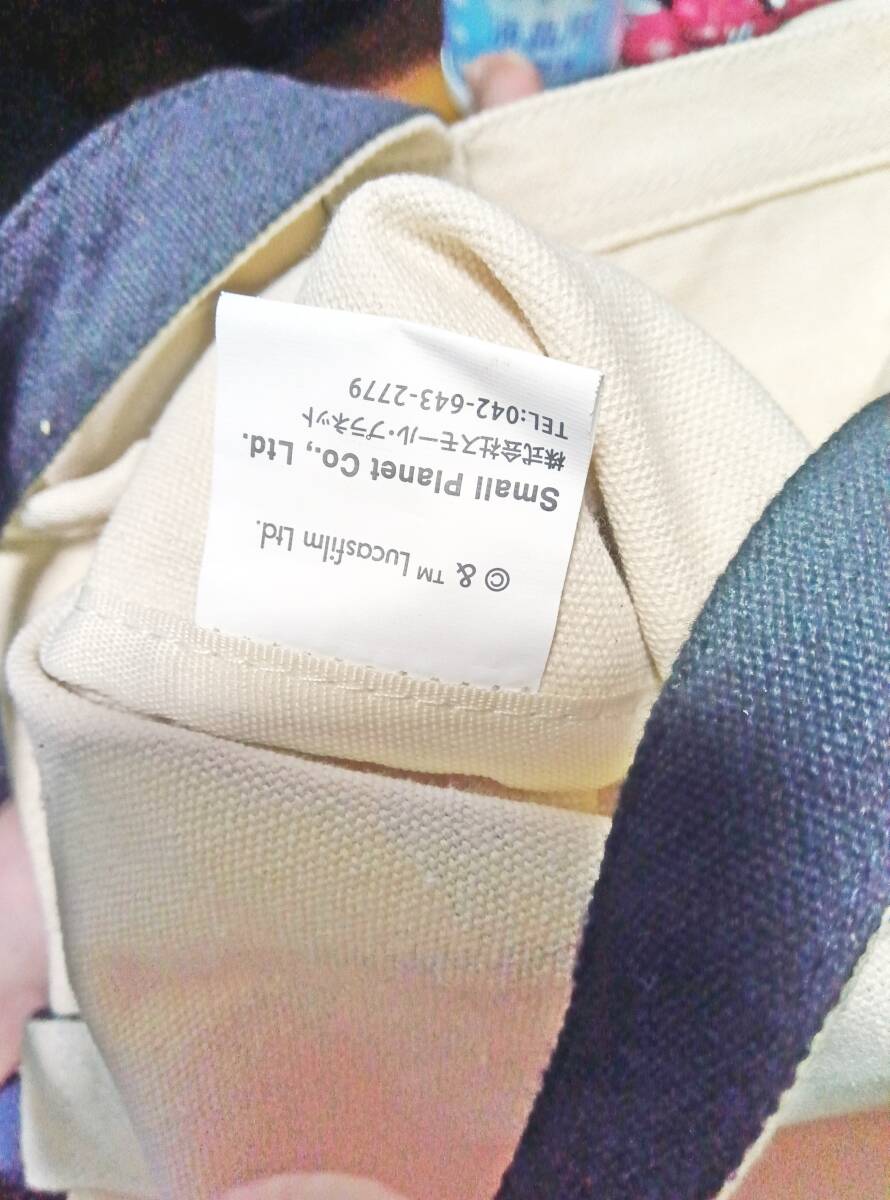 © & ™ Lucasfilm Ltd.
Small Planet Co., Ltd.
株式会社スモール・プラネット
TEL:042-643-2779